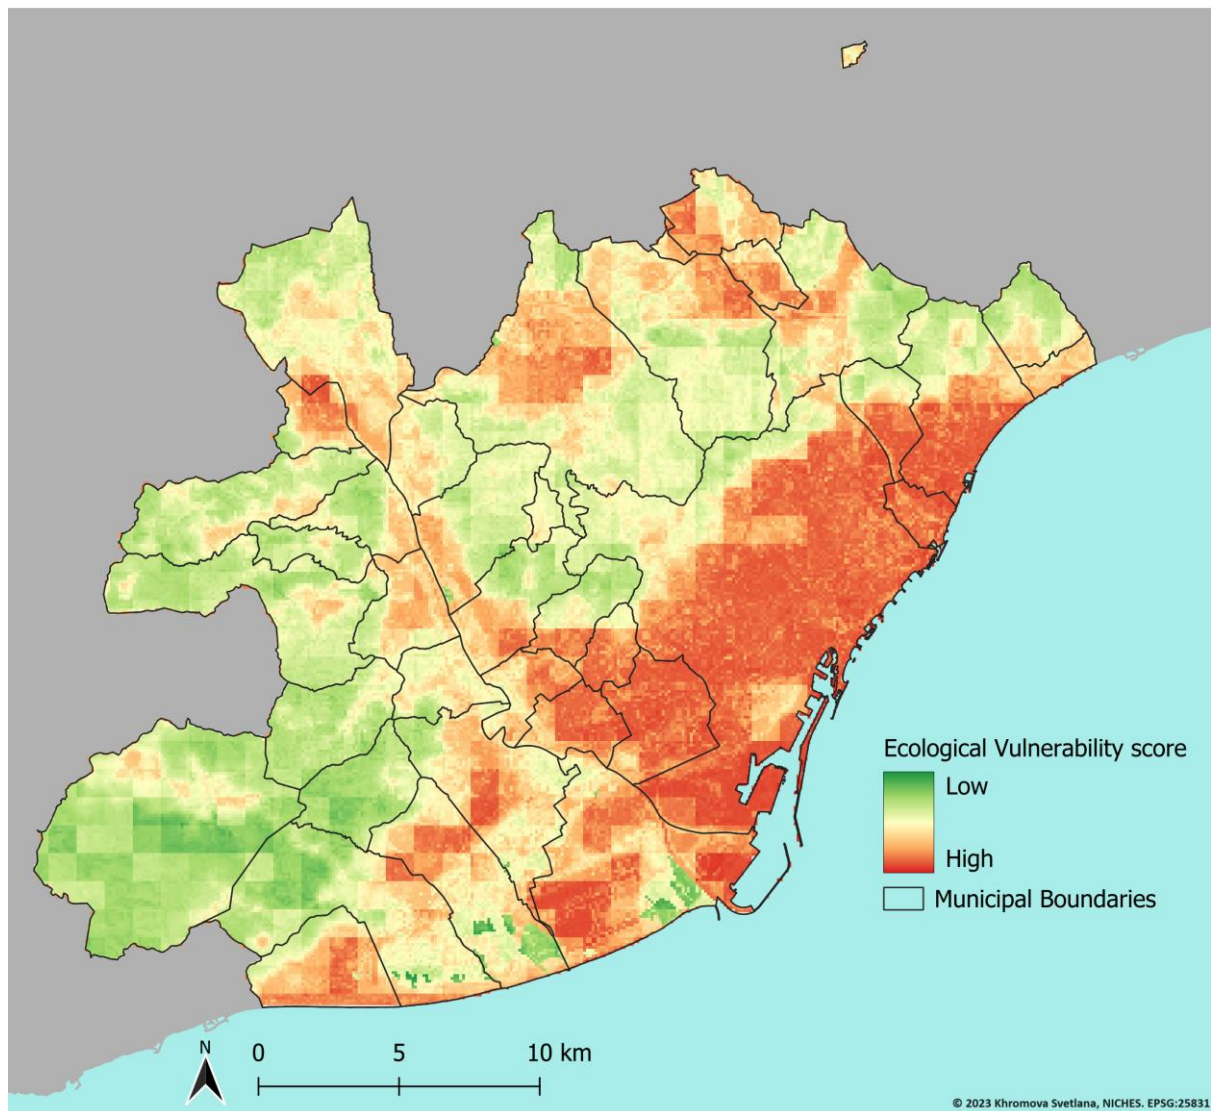 Ecological Vulnerability score
Low
High
Municipal Boundaries
N
0 5 10 km
© 2023 Khromova Svetlana, NICHES. EPSG:25831